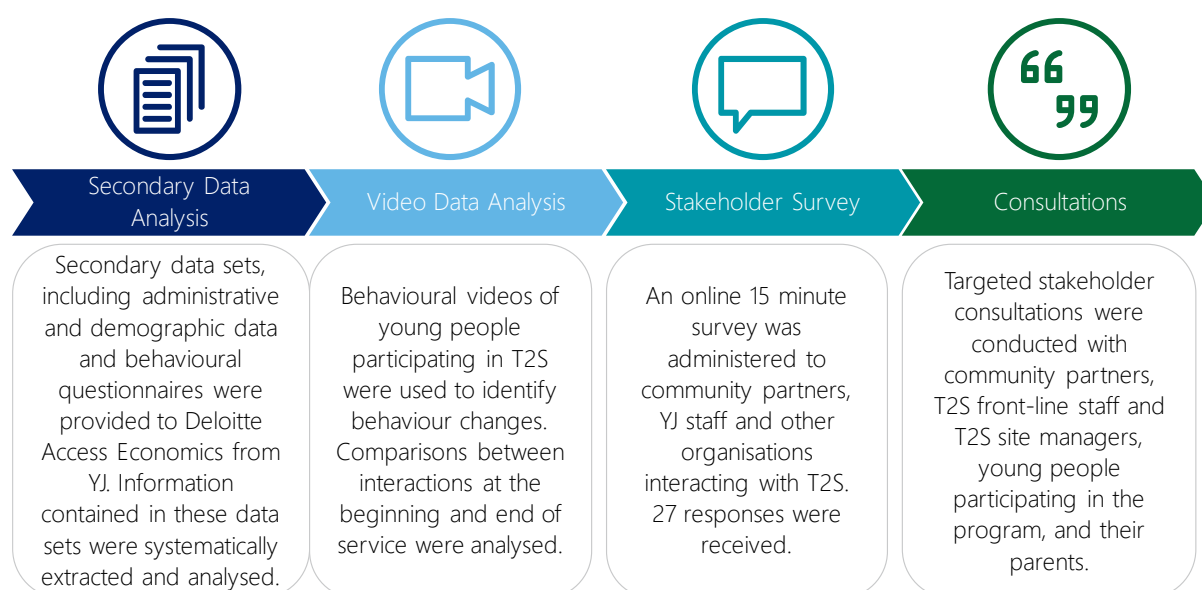 66
99
Secondary Data
Analysis
Video Data Analysis
Stakeholder Survey
Consultations
Secondary data sets,
including administrative
and demographic data
and behavioural
questionnaires were
provided to Deloitte
Access Economics from
YJ. Information
contained in these data
sets were systematically
extracted and analysed.
Behavioural videos of
young people
participating in T2S
were used to identify
behaviour changes.
Comparisons between
interactions at the
beginning and end of
service were analysed.
An online 15 minute
survey was
administered to
community partners,
YJ staff and other
organisations
interacting with T2S.
27 responses were
received.
Targeted stakeholder
consultations were
conducted with
community partners,
T2S front-line staff and
T2S site managers,
young people
participating in the
program, and their
parents.